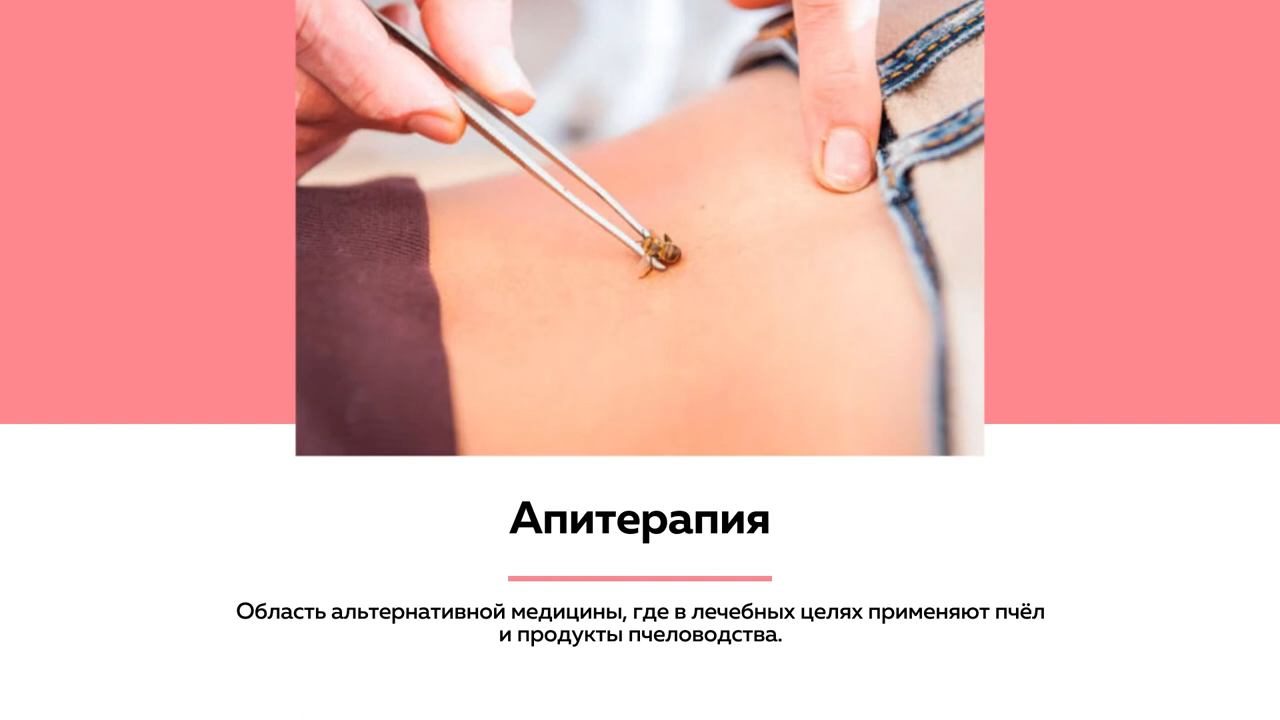 Апитерапия
Область альтернативной медицины, где в лечебных целях применяют пчёл
и продукты пчеловодства.